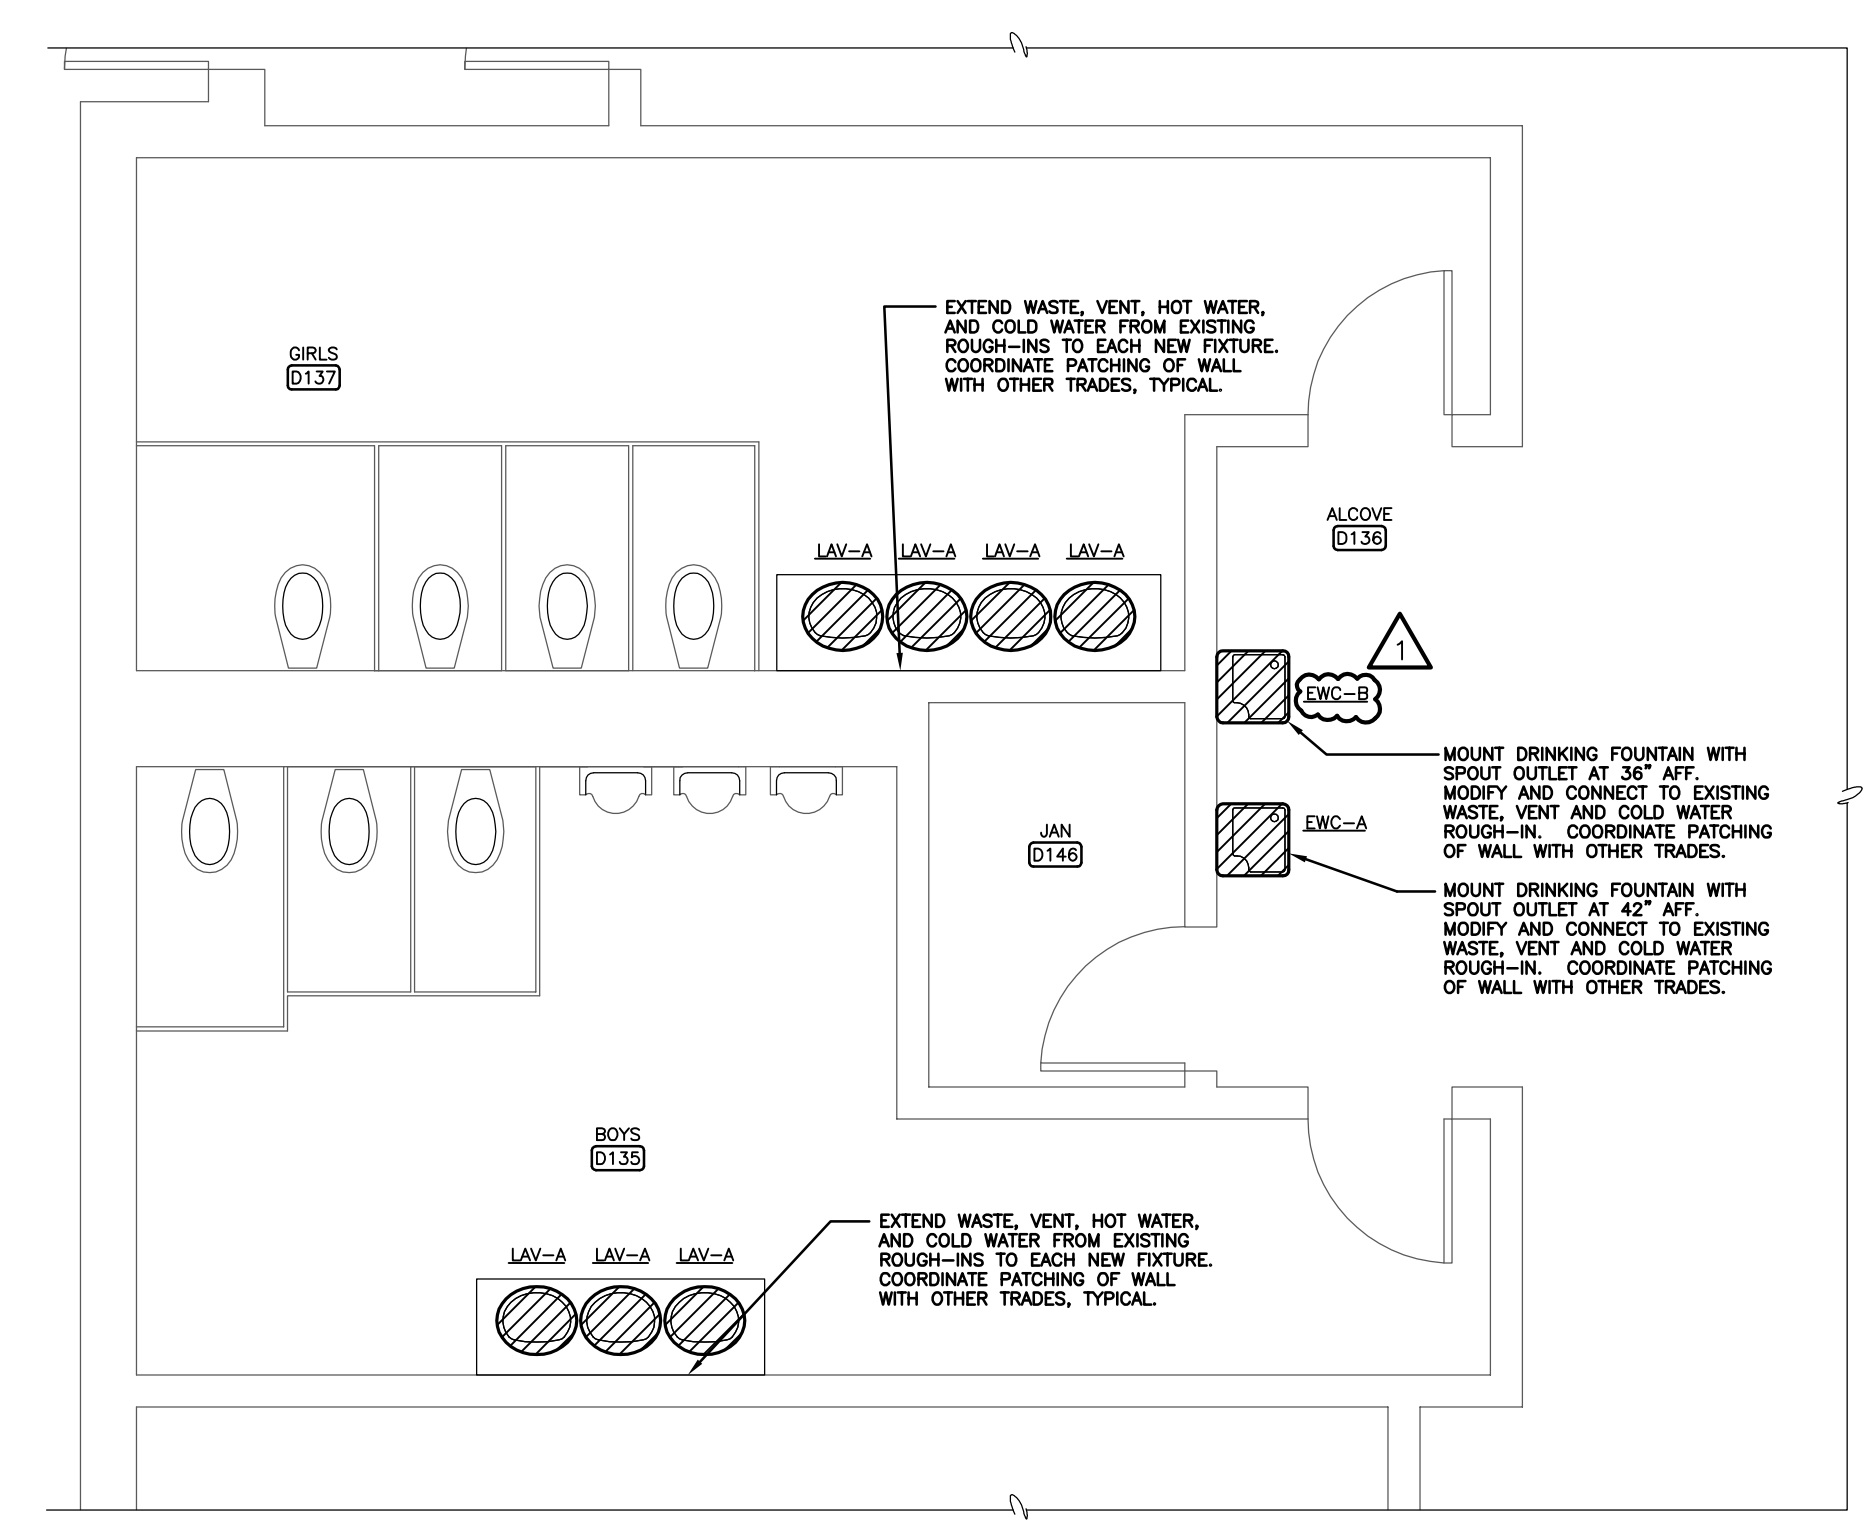 EXTEND WASTE, VENT, HOT WATER,
AND COLD WATER FROM EXISTING
ROUGH-INS TO EACH NEW FIXTURE.
COORDINATE PATCHING OF WALL
WITH OTHER TRADES, TYPICAL.
GIRLS
D137
ALCOVE
D136
LAV-A LAV-A LAV-A LAV-A
1
EWC-B
MOUNT DRINKING FOUNTAIN WITH
SPOUT OUTLET AT 36" AFF.
MODIFY AND CONNECT TO EXISTING
WASTE, VENT AND COLD WATER
ROUGH-IN. COORDINATE PATCHING
OF WALL WITH OTHER TRADES.
EWC-A
JAN
D146
MOUNT DRINKING FOUNTAIN WITH
SPOUT OUTLET AT 42" AFF.
MODIFY AND CONNECT TO EXISTING
WASTE, VENT AND COLD WATER
ROUGH-IN. COORDINATE PATCHING
OF WALL WITH OTHER TRADES.
BOYS
D135
EXTEND WASTE, VENT, HOT WATER,
AND COLD WATER FROM EXISTING
ROUGH-INS TO EACH NEW FIXTURE.
COORDINATE PATCHING OF WALL
WITH OTHER TRADES, TYPICAL.
LAV-A LAV-A LAV-A